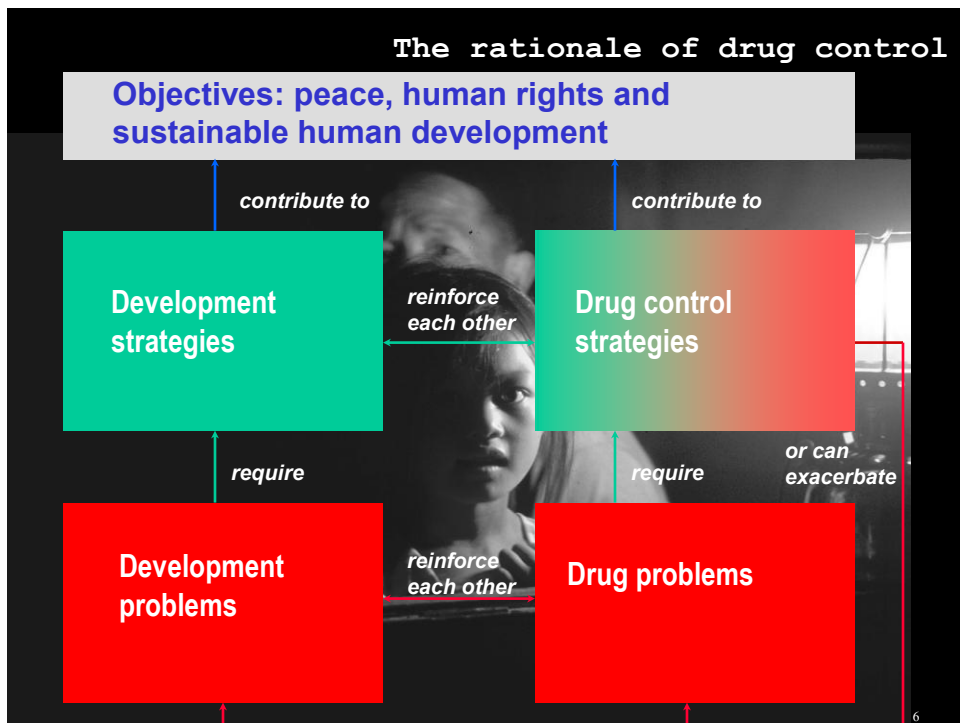 The rationale of drug control
Objectives: peace, human rights and
sustainable human development
contribute to
contribute to
Development
strategies
reinforce
each other
Drug control
strategies
require
require
or can
exacerbate
Development
problems
reinforce
each other
Drug problems
6